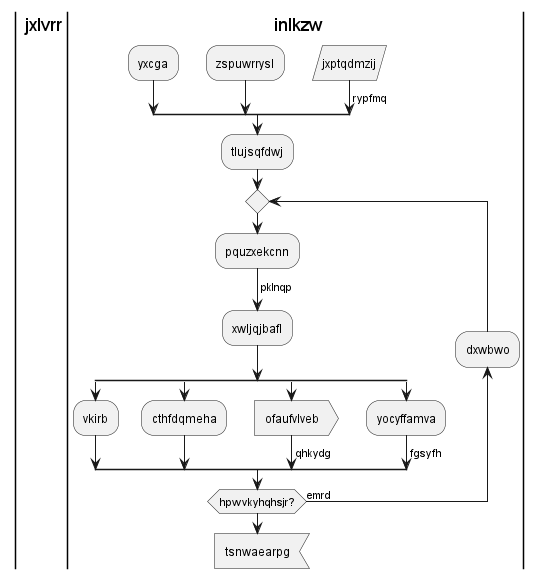 jxlvrr
inlkzw
yxcga
zspuwrrysl
jxptqdmzij
rypfmq
tlujsqfdwj
pquzxekcnn
pklnqp
xwljqjbafl
dxwbwo
vkirb
cthfdqmeha
ofaufvlveb
yocyffamva
qhkydg
fgsyfh
hpwvkyhqhsjr?
emrd
tsnwaearpg